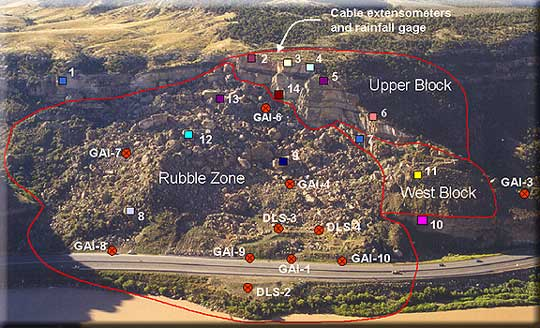 Cable extensometers
and rainfall gage
2
3
4
1
5
Upper Block
14
13
GAI-6
6
12
7
GAI-7
9
11
Rubble Zone
GAI-4
West Block
GAI-3
8
10
DLS-3
DLS-4
GAI-8
GAI-9
GAI-1
GAI-10
DLS-2